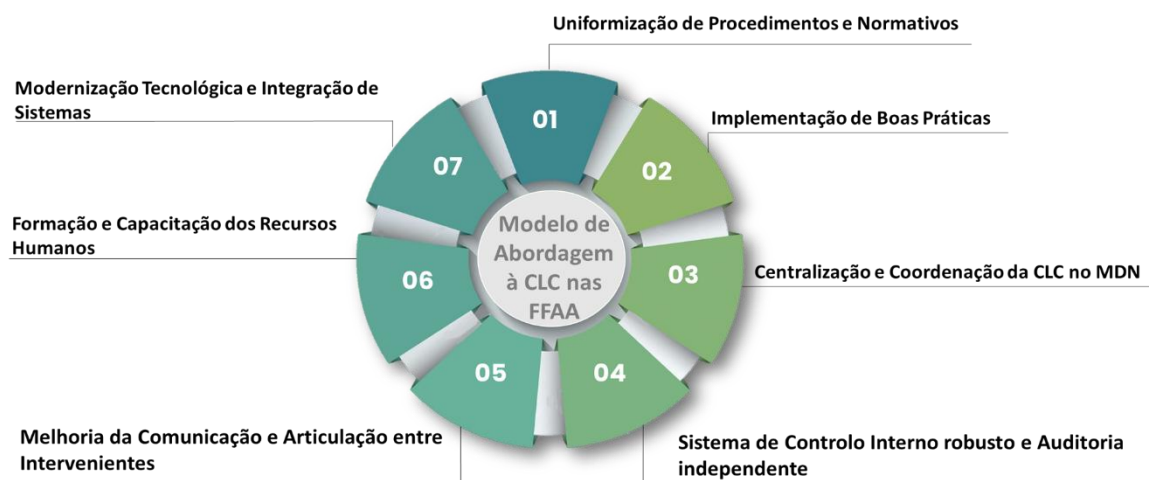 Uniformização de Procedimentos e Normativos
Modernização Tecnológica e Integração de
Sistemas
Implementação de Boas Práticas
01
02
07
Formação e Capacitação dos Recursos
Humanos
Modelo de
Abordagem
à CLC nas
FFAA
Centralização e Coordenação da CLC no MDN
03
06
05
04
Melhoria da Comunicação e Articulação entre
Intervenientes
Sistema de Controlo Interno robusto e Auditoria
independente